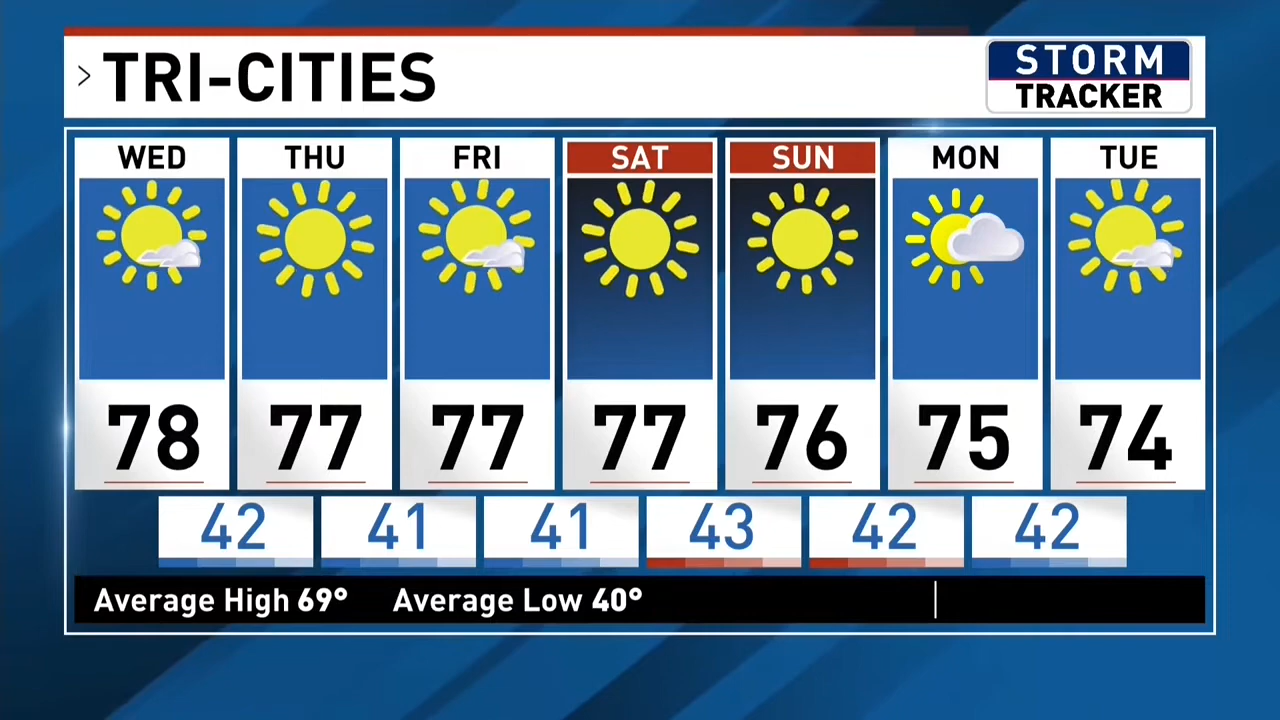 > TRI-CITIES
STORM
TRACKER
WED THU FRI SAT SUN MON TUE
78 77 77 77 76 75 74
42 41 41 43 42 42
Average High 69° Average Low 40°